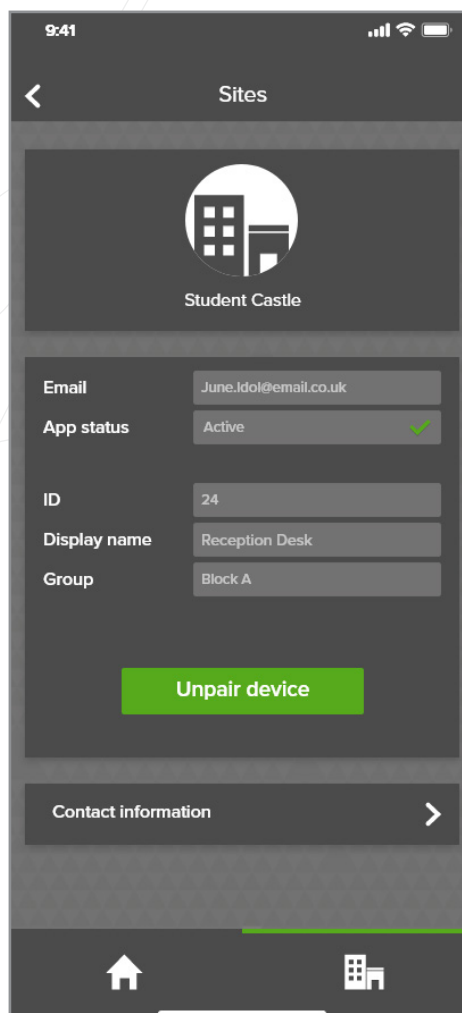 9:41
Sites
Student Castle
Email June.Idol@email.co.uk
App status Active
ID 24
Display name Reception Desk
Group Block A
Unpair device
Contact information